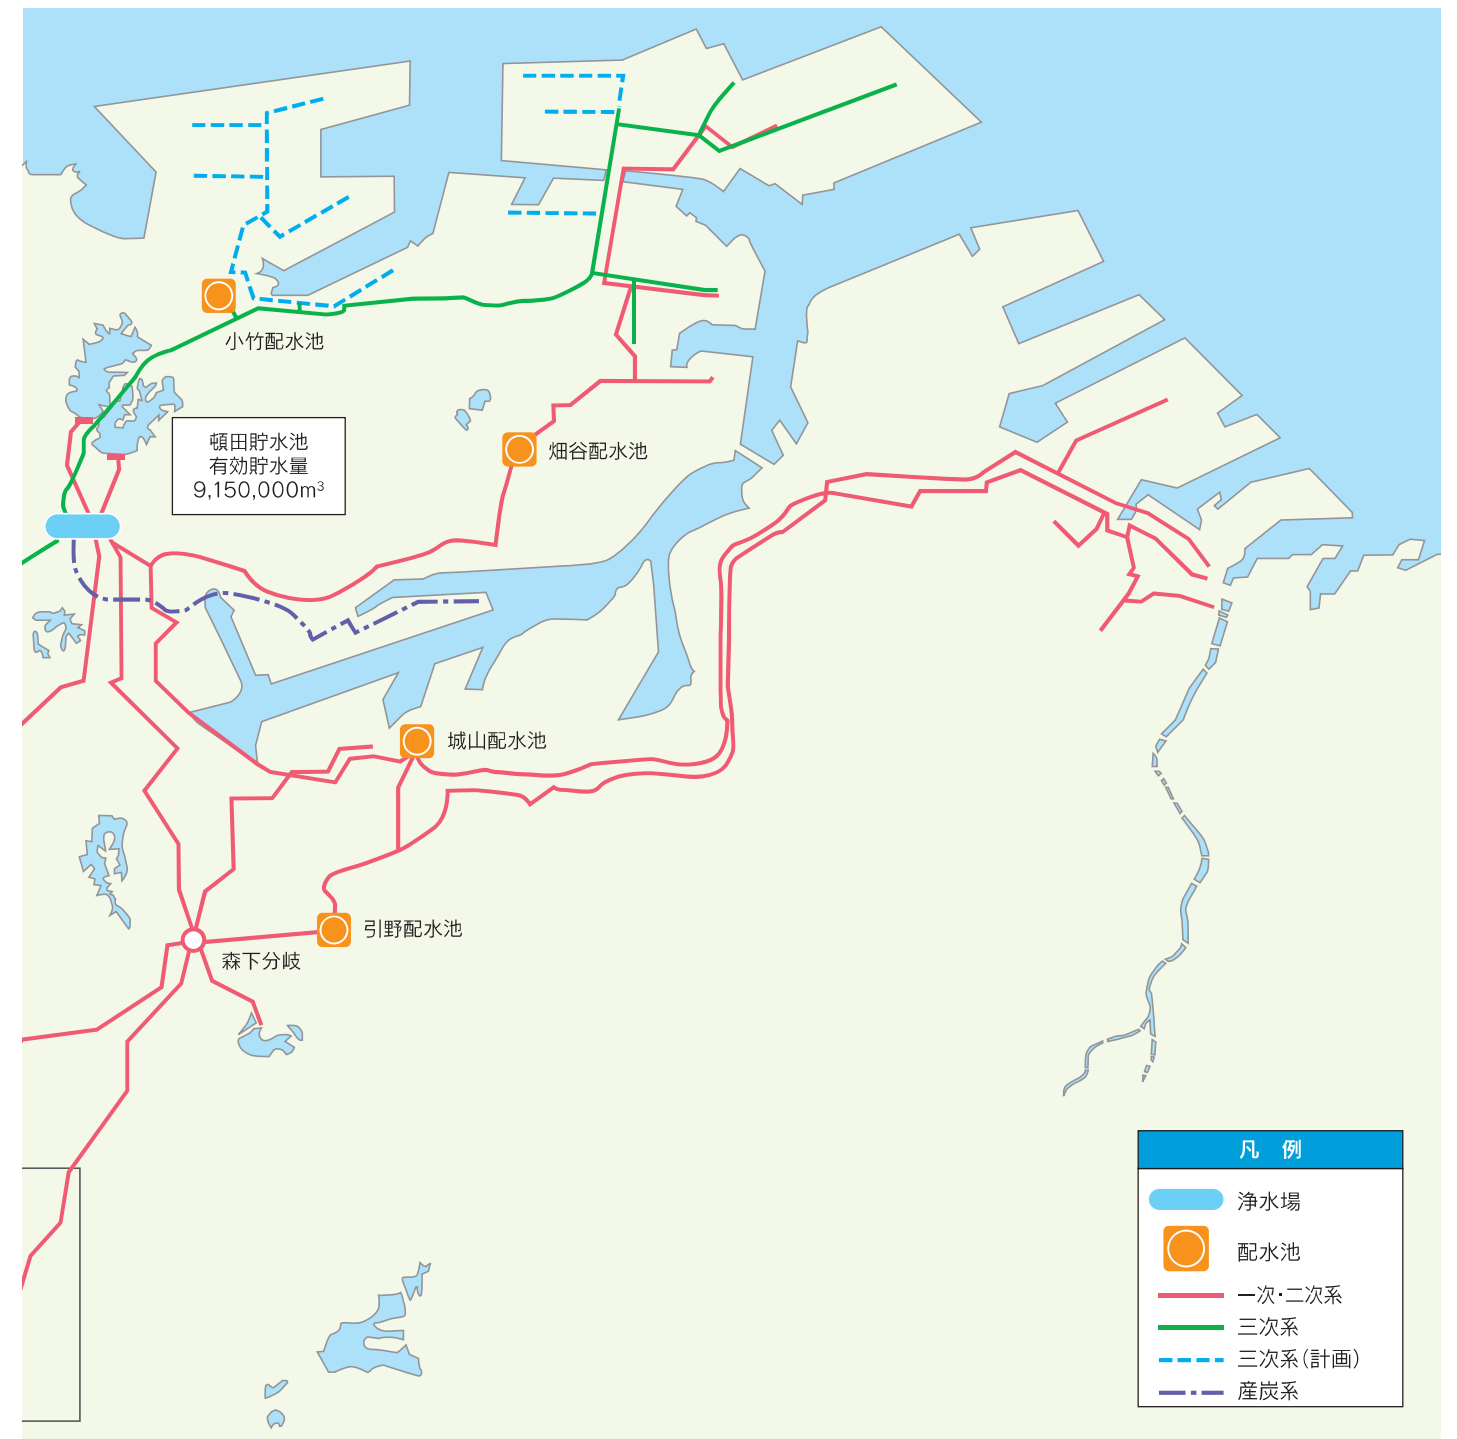 小竹配水池
頓田貯水池
有効貯水量
9,150,000m³
畑谷配水池
城山配水池
引野配水池
森下分岐
凡 例
浄水場
配水池
一次・二次系
三次系
三次系(計画)
産炭系